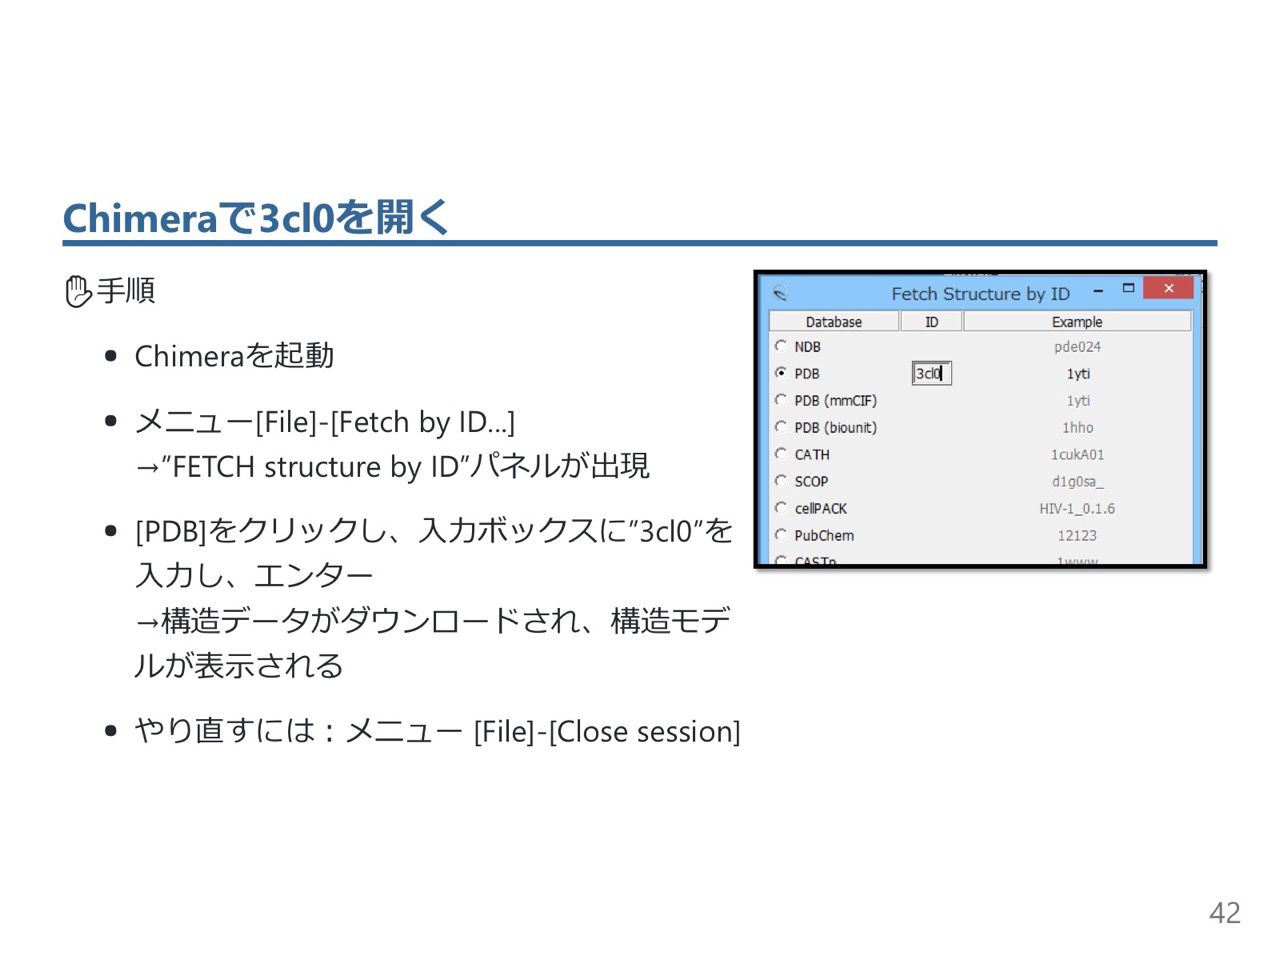 Chimeraで3cl0を開く
✋手順
• Chimeraを起動
• メニュー[File]-[Fetch by ID...]
→”FETCH structure by ID”パネルが出現
• [PDB]をクリックし、入力ボックスに”3cl0”を
入力し、エンター
→構造データがダウンロードされ、構造モデ
ルが表示される
• やり直すには：メニュー [File]-[Close session]
Fetch Structure by ID
Database ID Example
NDB pde024
PDB 3cl0 1yti
PDB (mmCIF) 1yti
PDB (biounit) 1hho
CATH 1cukA01
SCOP d1g0sa_
cellPACK HIV-1_0.1.6
PubChem 12123
CASTp 1www
42